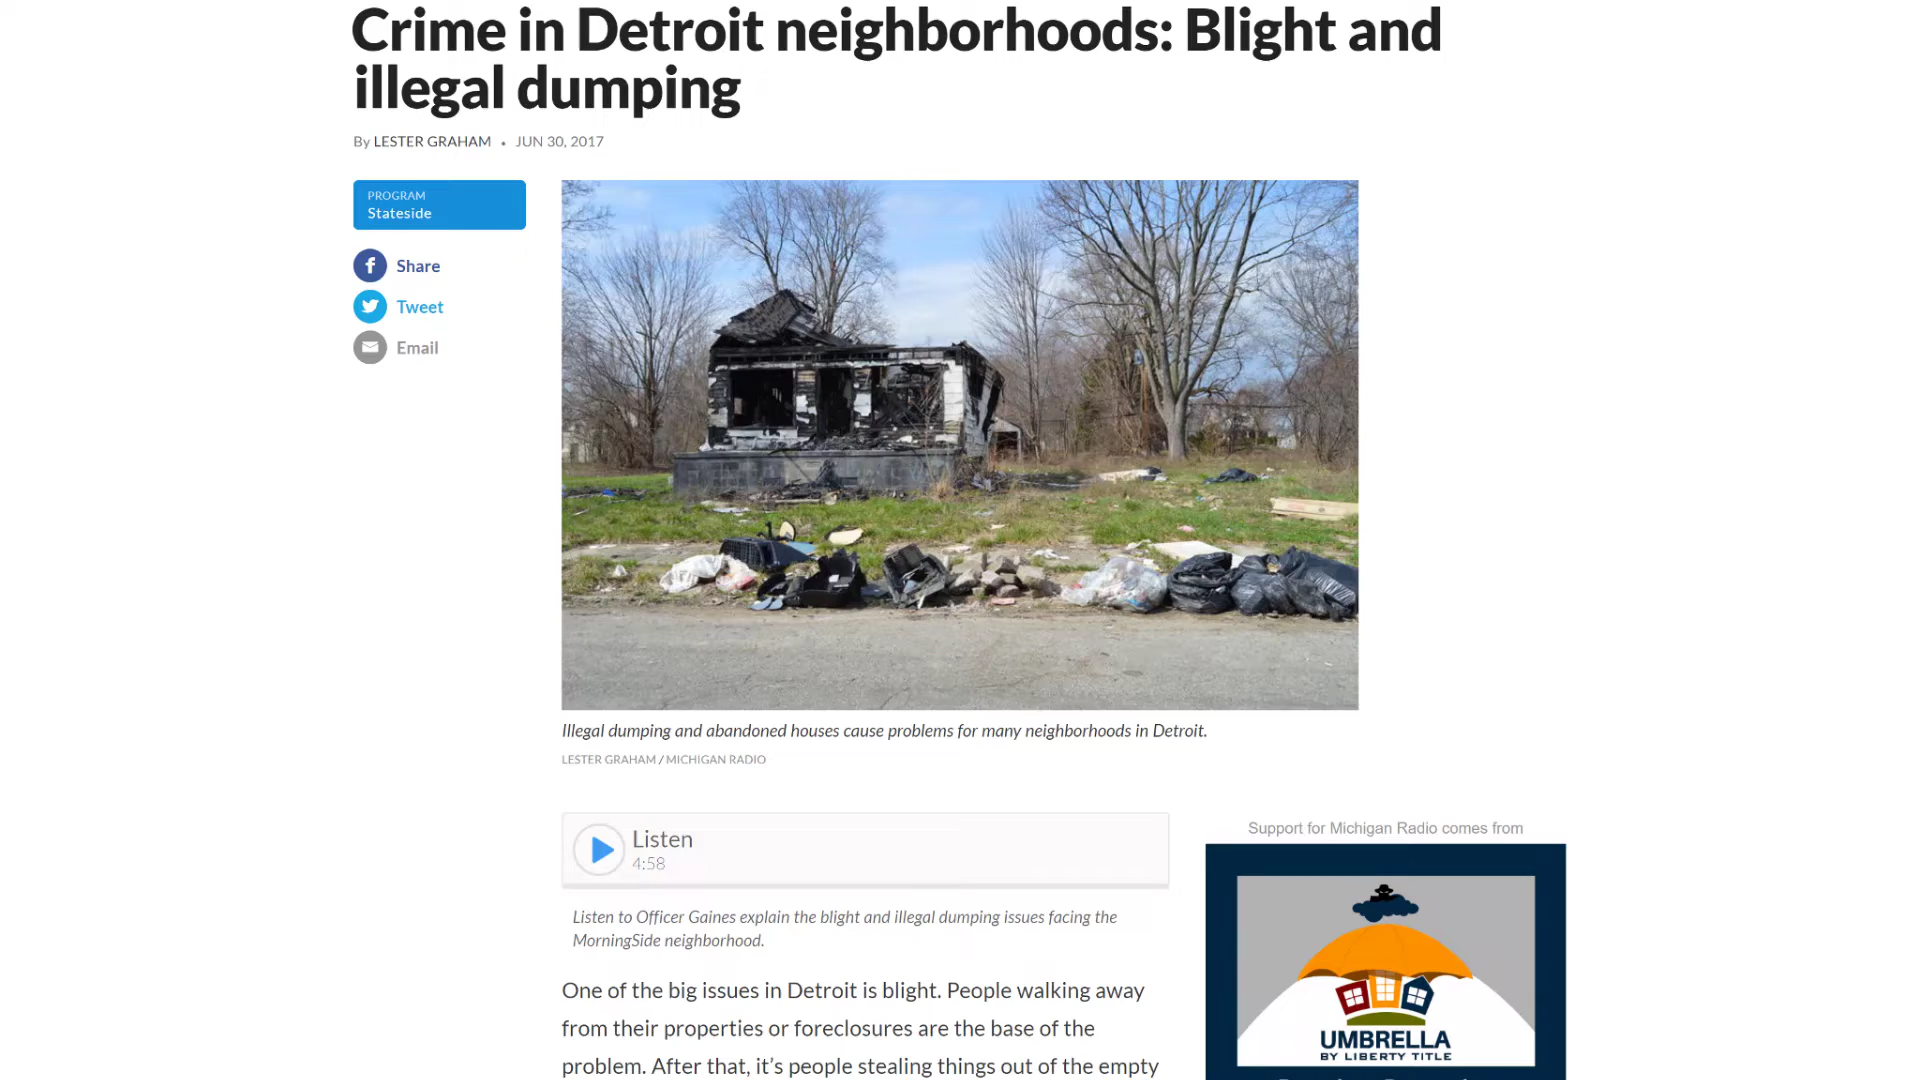 Crime in Detroit neighborhoods: Blight and
illegal dumping
By LESTER GRAHAM • JUN 30, 2017
PROGRAM
Stateside
Share
Tweet
Email
Illegal dumping and abandoned houses cause problems for many neighborhoods in Detroit.
LESTER GRAHAM / MICHIGAN RADIO
Listen
4:58
Listen to Officer Gaines explain the blight and illegal dumping issues facing the
MorningSide neighborhood.
One of the big issues in Detroit is blight. People walking away
from their properties or foreclosures are the base of the
problem. After that, it’s people stealing things out of the empty
Support for Michigan Radio comes from
UMBRELLA
BY LIBERTY TITLE